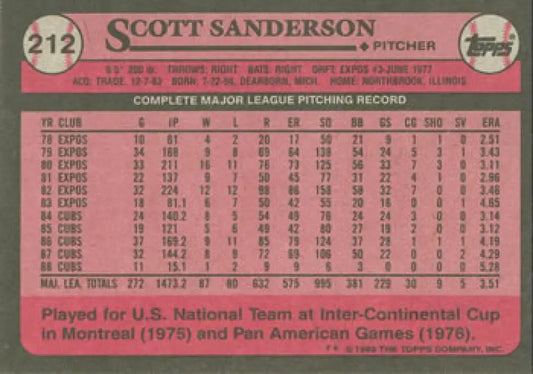 212
SCOTT SANDERSON
PITCHER
Topps
6'5" 200 lb. THROWS: RIGHT BATS: RIGHT DRFT: EXPOS #3-JUNE 1977
ACQ: TRADE, 12-7-83 BORN: 7-22-56, DEARBORN, MICH. HOME: NORTHBROOK, ILLINOIS
COMPLETE MAJOR LEAGUE PITCHING RECORD
YR CLUB G IP W L R ER SO BB GS CG SHO SV ERA
78 EXPOS 10 61 4 2 20 17 50 21 9 1 1 0 2.51
79 EXPOS 34 168 9 8 69 64 138 54 24 5 3 1 3.43
80 EXPOS 33 211 16 11 76 73 125 56 33 7 3 0 3.11
81 EXPOS 22 137 9 7 50 45 77 31 22 4 1 0 2.96
82 EXPOS 32 224 12 12 98 86 158 58 32 7 0 0 3.46
83 EXPOS 18 81.1 6 7 50 42 55 20 16 0 0 1 4.65
84 CUBS 24 140.2 8 5 54 49 76 24 24 3 0 0 3.14
85 CUBS 19 121 5 6 49 42 80 27 19 2 0 0 3.12
86 CUBS 37 169.2 9 11 85 79 124 37 28 1 1 1 4.19
87 CUBS 32 144.2 8 9 72 69 106 50 22 0 0 2 4.29
88 CUBS 11 15.1 1 2 9 9 6 3 0 0 0 0 5.28
MAJ. LEA. TOTALS 272 1473.2 87 80 632 575 995 381 229 30 9 5 3.51
Played for U.S. National Team at Inter-Continental Cup
in Montreal (1975) and Pan American Games (1976).
© 1989 THE TOPPS COMPANY, INC.